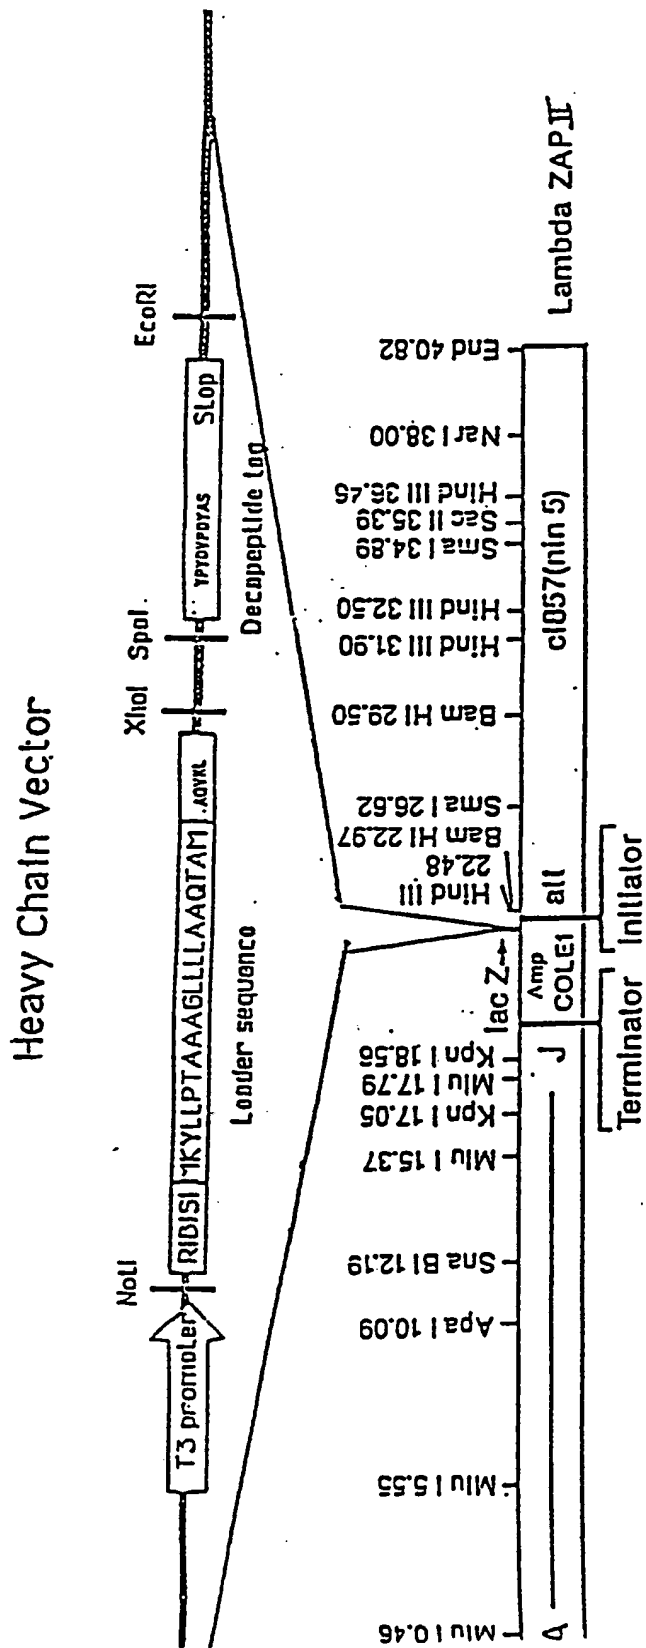 Heavy Chain Vector
T3 promoter
NotI
RIBISI
MKYLLPTAAAGLLLLAAQTAM
.AQVKL
XhoI
SpeI.
YPYDVPDYAS
SLop
EcoRI
Leader sequence
Decapeptide tag
Mlu I 0.46
Mlu I 5.55
Apa I 10.09
Sna BI 12.19
Mlu I 15.37
Kpn I 17.05
Mlu I 17.79
Kpn I 18.56
lac Z
Hind III
22.48
Bam HI 22.97
Sma I 26.62
Bam HI 29.50
Hind III 31.90
Hind III 32.50
Sma I 34.89
Sac II 35.39
Hind III 36.45
Nar I 38.00
End 40.82
A
J
Amp
COLE1
att
cI857(nin 5)
Terminator
Initiator
Lambda ZAP II